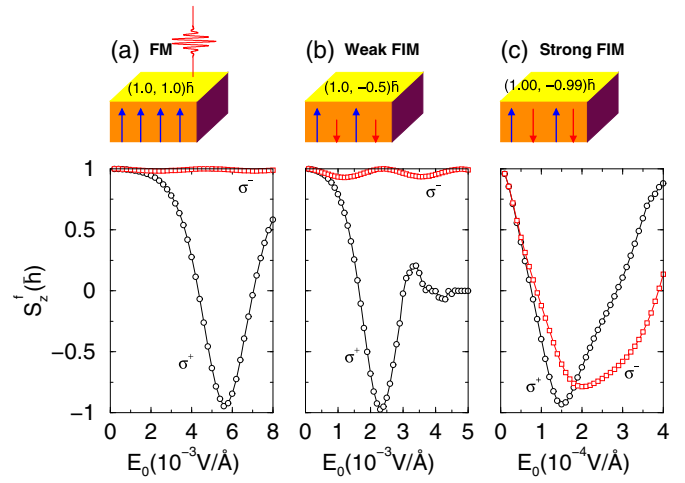 (a) FM
(b) Weak FIM
(c) Strong FIM
(1.0, 1.0)ħ
(1.0, −0.5)ħ
(1.00, −0.99)ħ
S_z^f(ħ)
1
0.5
0
−0.5
−1
σ⁻
σ⁺
0 2 4 6 8
E₀(10⁻³V/Å)
σ⁻
σ⁺
0 1 2 3 4 5
E₀(10⁻³V/Å)
σ⁺
σ⁻
0 1 2 3 4
E₀(10⁻⁴V/Å)